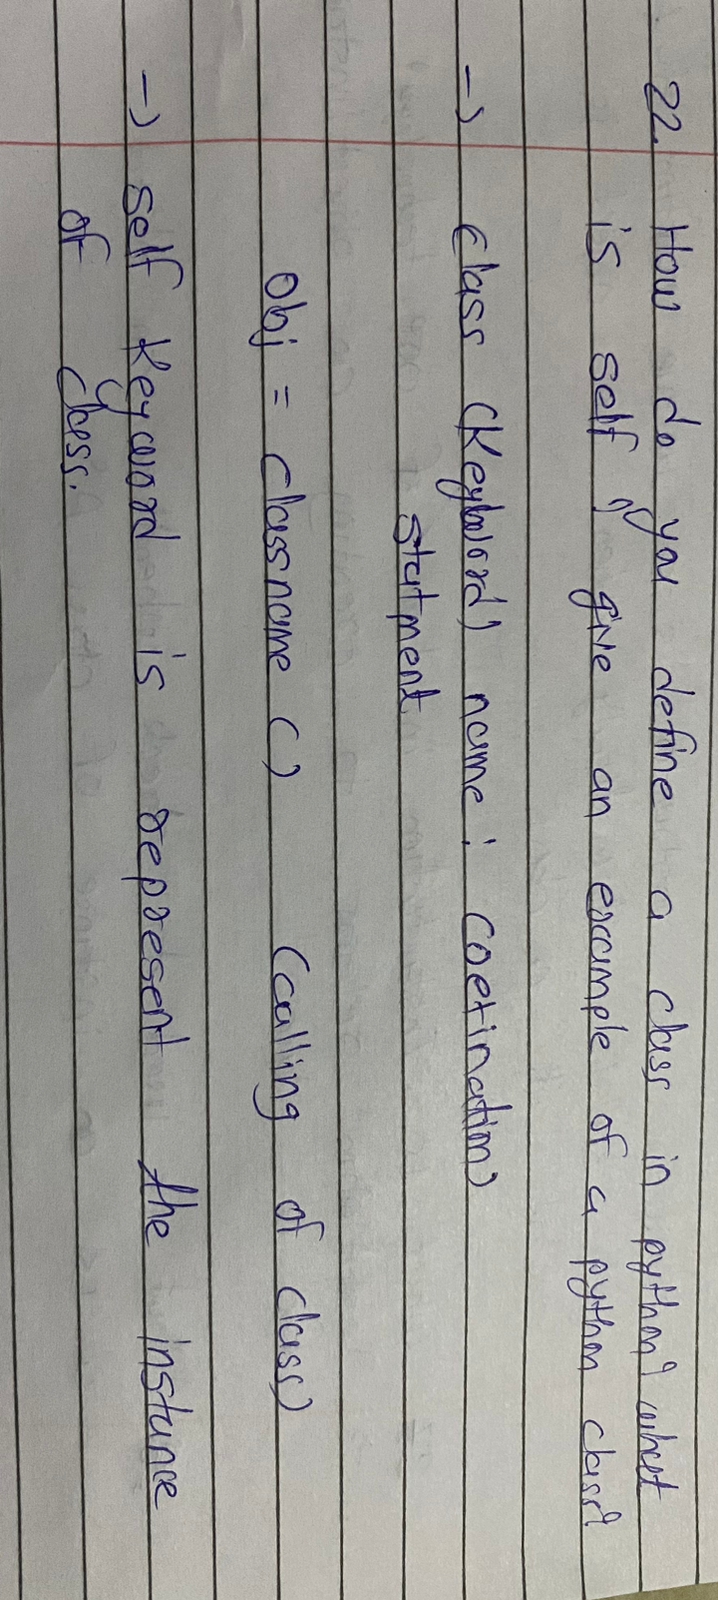 22. How do you define a class in python? what
is self? give an example of a python class?
→ class (Keyword) name : coetination)
statment
obj = classname () (calling of class)
→ self keyword is represent the instance
of class.